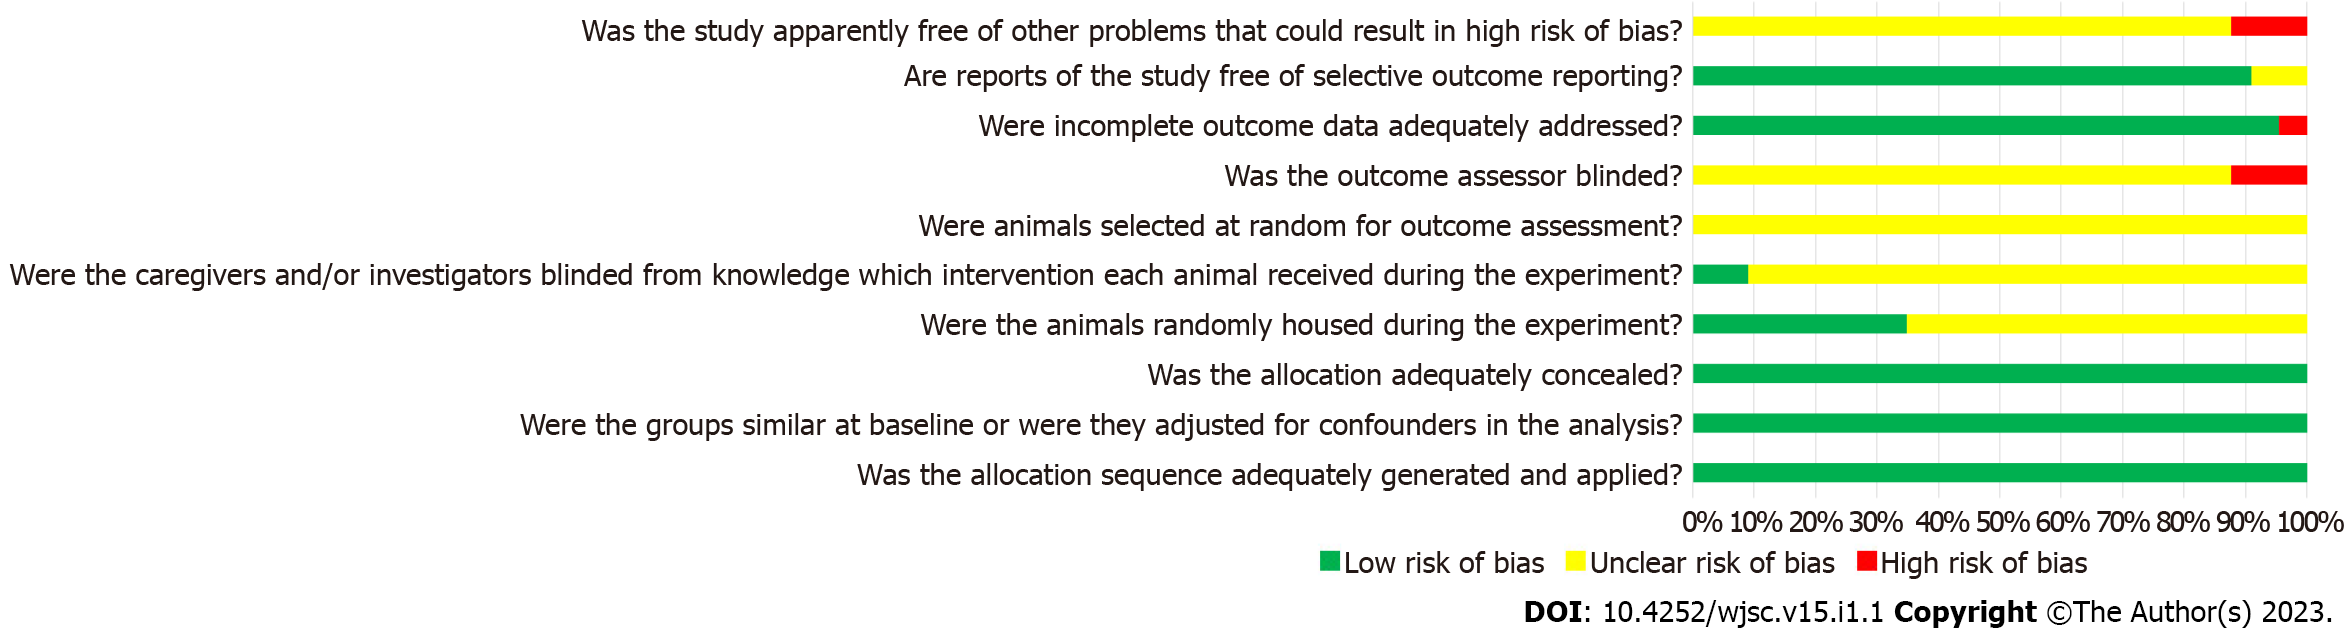 Was the study apparently free of other problems that could result in high risk of bias?
Are reports of the study free of selective outcome reporting?
Were incomplete outcome data adequately addressed?
Was the outcome assessor blinded?
Were animals selected at random for outcome assessment?
Were the caregivers and/or investigators blinded from knowledge which intervention each animal received during the experiment?
Were the animals randomly housed during the experiment?
Was the allocation adequately concealed?
Were the groups similar at baseline or were they adjusted for confounders in the analysis?
Was the allocation sequence adequately generated and applied?
0% 10% 20% 30% 40% 50% 60% 70% 80% 90% 100%
Low risk of bias Unclear risk of bias High risk of bias
DOI: 10.4252/wjsc.v15.i1.1 Copyright ©The Author(s) 2023.